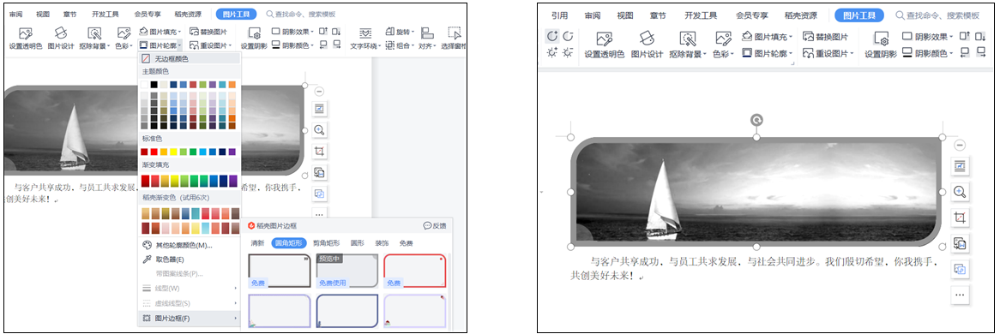 审阅 视图 章节 开发工具 会员专享 稻壳资源 图片工具 查找命令、搜索模板
设置透明色 图片设计 抠除背景 色彩 图片填充 替换图片 设置阴影 阴影效果 文字环绕 旋转 对齐 选择窗格
图片轮廓 重设图片 阴影颜色 组合
无边框颜色
主题颜色
标准色
渐变填充
稻壳渐变色 (试用6次)
其他轮廓颜色(M)...
取色器(E)
带图案线条(P)...
线型(W)
虚线线型(S)
图片边框(F)
与客户共享成功，与员工共求发展，
希望，你我携手，
共创美好未来！
稻壳图片边框 反馈
清新 圆角矩形 剪角矩形 圆形 装饰 免费
预览中
免费 免费使用 免费
引用 审阅 视图 章节 开发工具 会员专享 稻壳资源 图片工具 查找命令、搜索模板
设置透明色 图片设计 抠除背景 色彩 图片填充 替换图片 设置阴影 阴影效果
图片轮廓 重设图片 阴影颜色
与客户共享成功，与员工共求发展，与社会共同进步。我们殷切希望，你我携手，
共创美好未来！